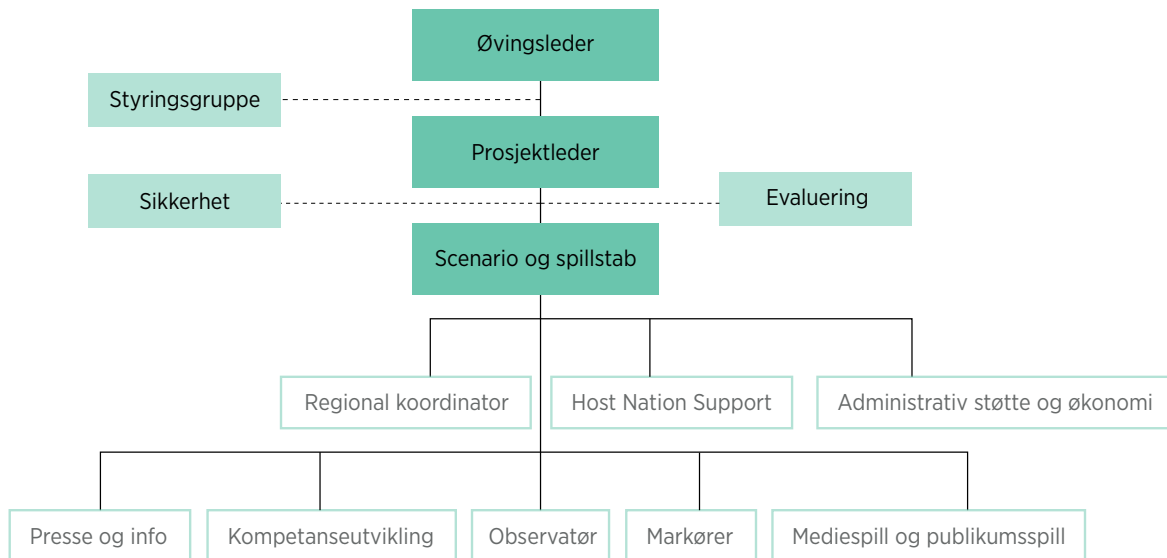 Øvingsleder
Styringsgruppe
Prosjektleder
Sikkerhet
Evaluering
Scenario og spillstab
Regional koordinator
Host Nation Support
Administrativ støtte og økonomi
Presse og info
Kompetanseutvikling
Observatør
Markører
Mediespill og publikumsspill